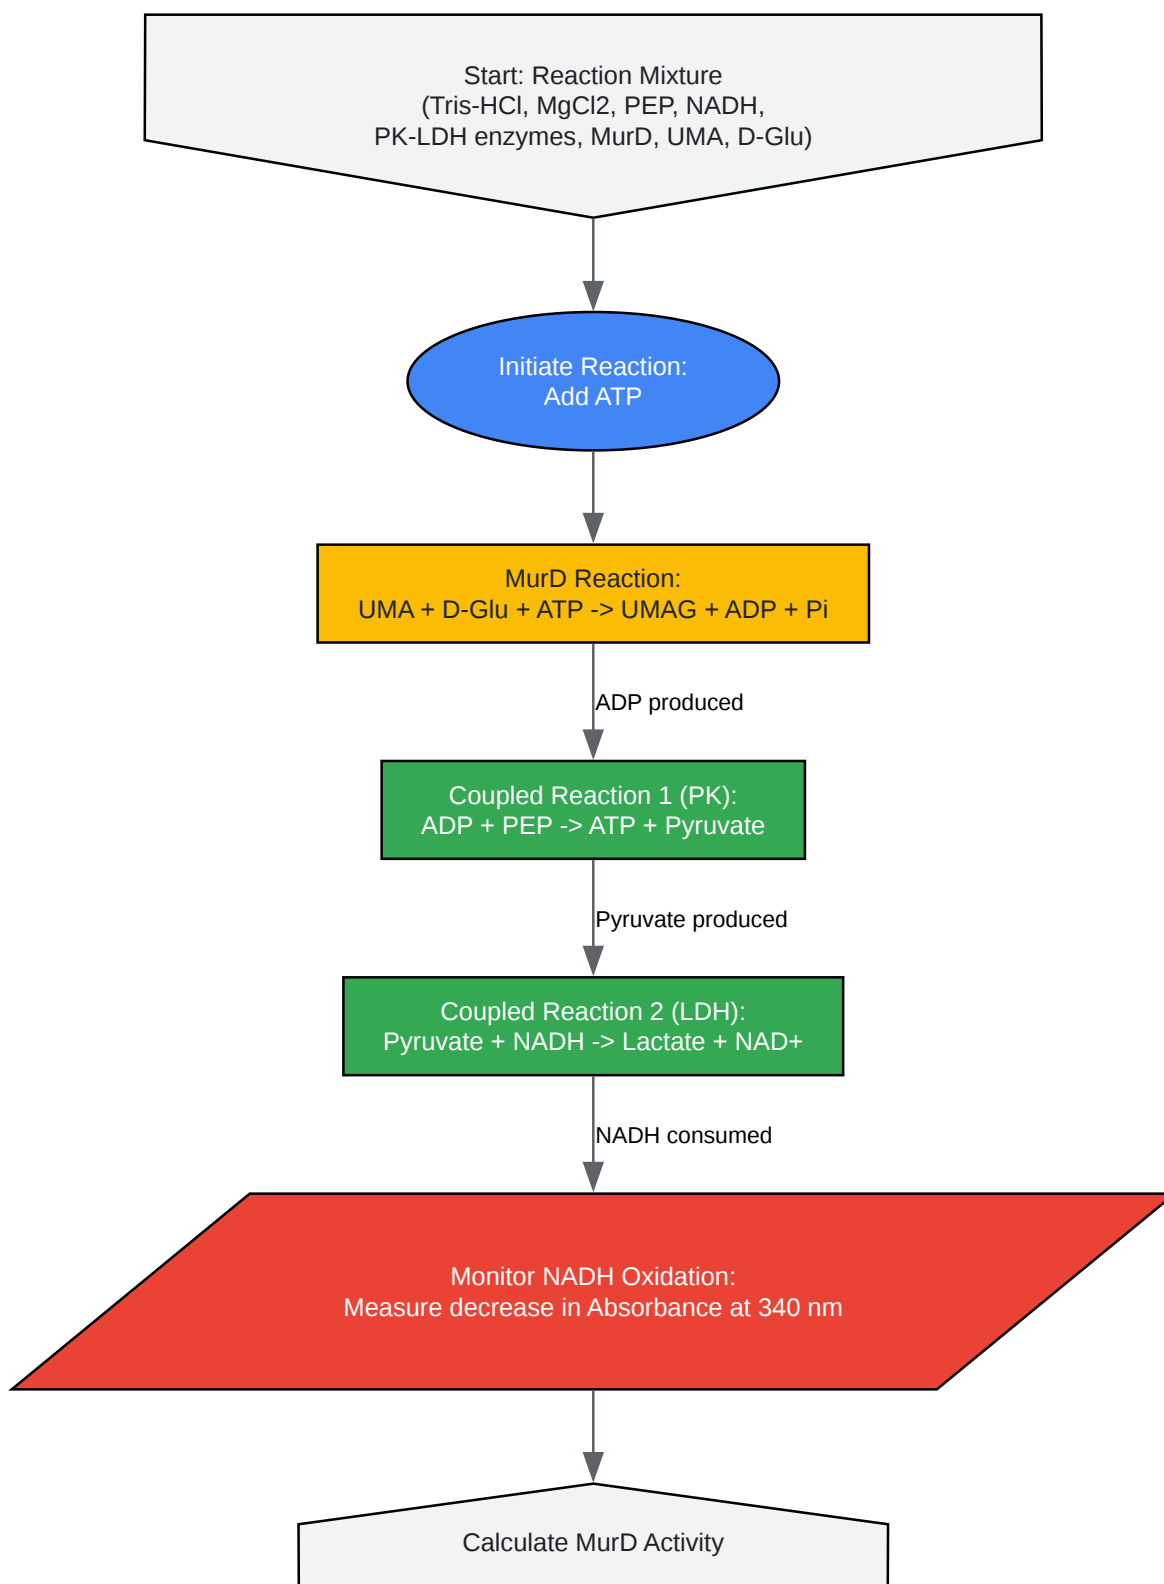 Start: Reaction Mixture
(Tris-HCl, MgCl2, PEP, NADH,
PK-LDH enzymes, MurD, UMA, D-Glu)
Initiate Reaction:
Add ATP
MurD Reaction:
UMA + D-Glu + ATP -> UMAG + ADP + Pi
ADP produced
Coupled Reaction 1 (PK):
ADP + PEP -> ATP + Pyruvate
Pyruvate produced
Coupled Reaction 2 (LDH):
Pyruvate + NADH -> Lactate + NAD+
NADH consumed
Monitor NADH Oxidation:
Measure decrease in Absorbance at 340 nm
Calculate MurD Activity